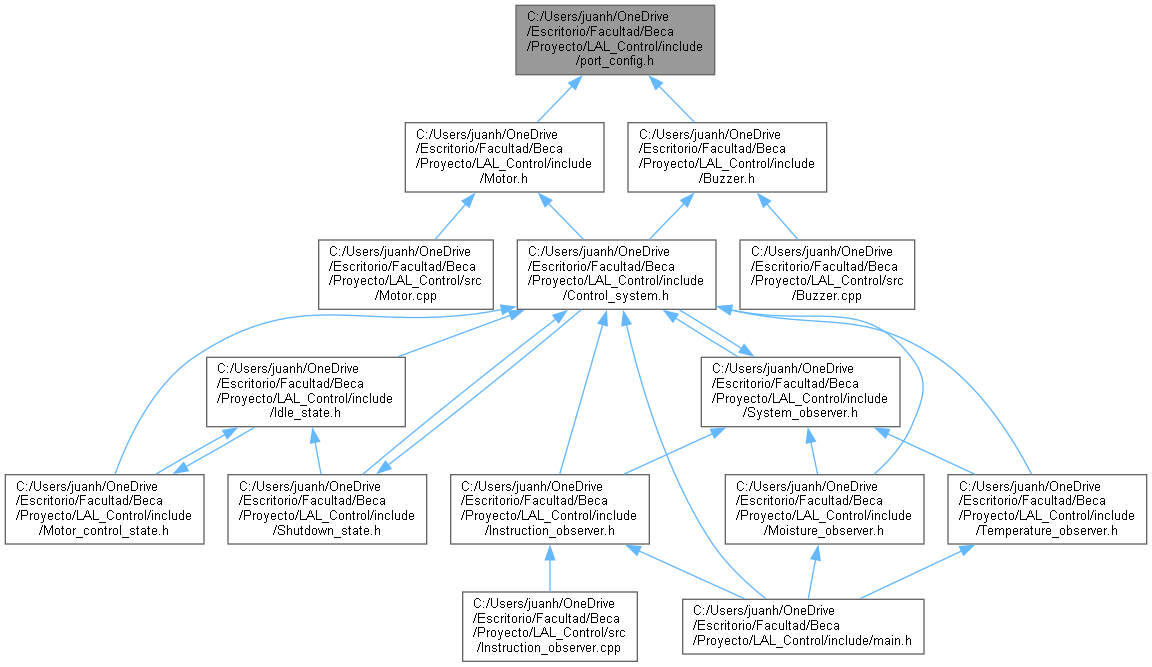 C:/Users/juanh/OneDrive
/Escritorio/Facultad/Beca
/Proyecto/LAL_Control/include
/port_config.h
C:/Users/juanh/OneDrive
/Escritorio/Facultad/Beca
/Proyecto/LAL_Control/include
/Motor.h
C:/Users/juanh/OneDrive
/Escritorio/Facultad/Beca
/Proyecto/LAL_Control/include
/Buzzer.h
C:/Users/juanh/OneDrive
/Escritorio/Facultad/Beca
/Proyecto/LAL_Control/src
/Motor.cpp
C:/Users/juanh/OneDrive
/Escritorio/Facultad/Beca
/Proyecto/LAL_Control/include
/Control_system.h
C:/Users/juanh/OneDrive
/Escritorio/Facultad/Beca
/Proyecto/LAL_Control/src
/Buzzer.cpp
C:/Users/juanh/OneDrive
/Escritorio/Facultad/Beca
/Proyecto/LAL_Control/include
/Idle_state.h
C:/Users/juanh/OneDrive
/Escritorio/Facultad/Beca
/Proyecto/LAL_Control/include
/System_observer.h
C:/Users/juanh/OneDrive
/Escritorio/Facultad/Beca
/Proyecto/LAL_Control/include
/Motor_control_state.h
C:/Users/juanh/OneDrive
/Escritorio/Facultad/Beca
/Proyecto/LAL_Control/include
/Shutdown_state.h
C:/Users/juanh/OneDrive
/Escritorio/Facultad/Beca
/Proyecto/LAL_Control/include
/Instruction_observer.h
C:/Users/juanh/OneDrive
/Escritorio/Facultad/Beca
/Proyecto/LAL_Control/include
/Moisture_observer.h
C:/Users/juanh/OneDrive
/Escritorio/Facultad/Beca
/Proyecto/LAL_Control/include
/Temperature_observer.h
C:/Users/juanh/OneDrive
/Escritorio/Facultad/Beca
/Proyecto/LAL_Control/src
/Instruction_observer.cpp
C:/Users/juanh/OneDrive
/Escritorio/Facultad/Beca
/Proyecto/LAL_Control/include/main.h